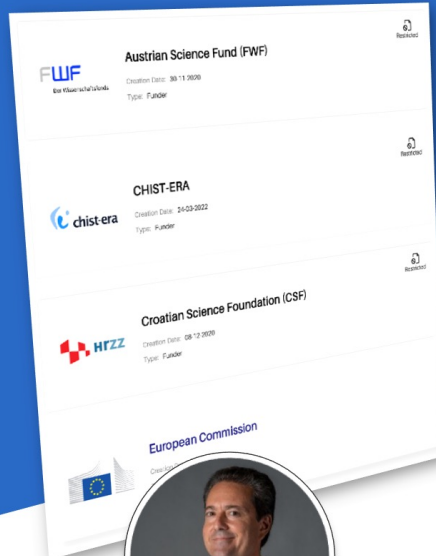 Restricted
FWF
Der Wissenschaftsfonds
Austrian Science Fund (FWF)
Creation Date: 30-11-2020
Type: Funder
Restricted
chist-era
CHIST-ERA
Creation Date: 24-03-2022
Type: Funder
Restricted
HRZZ
Croatian Science Foundation (CSF)
Creation Date: 08-12-2020
Type: Funder
European Commission
Creation